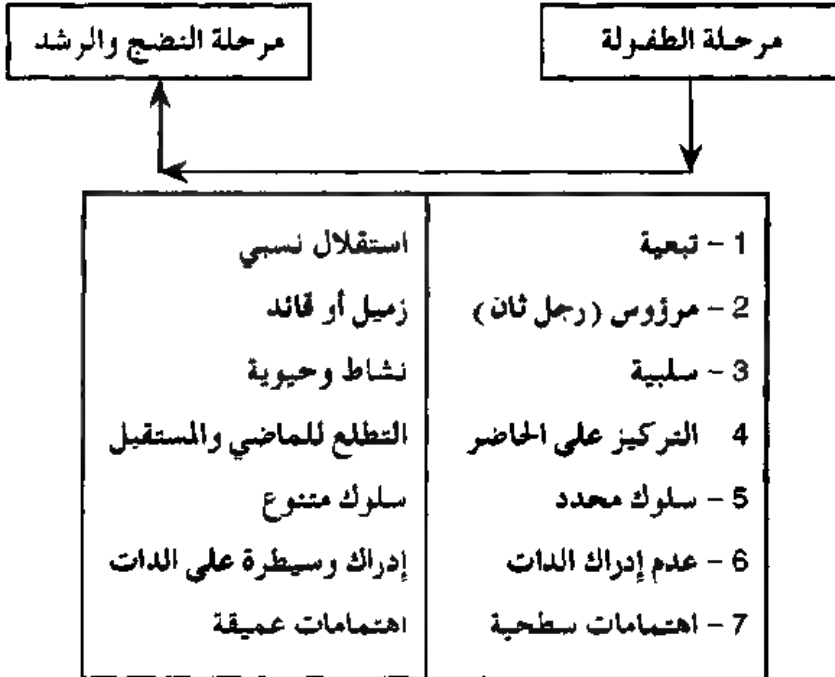 مرحلة الطفولة
مرحلة النضج والرشد
1 – تبعية
استقلال نسبي
2 – مرؤوس (رجل ثان)
زميل أو قائد
3 – سلبية
نشاط وحيوية
4 التركيز على الحاضر
التطلع للماضي والمستقبل
5 – سلوك محدد
سلوك متنوع
6 – عدم إدراك الدات
إدراك وسيطرة على الدات
7 – اهتمامات سطحية
اهتمامات عميقة